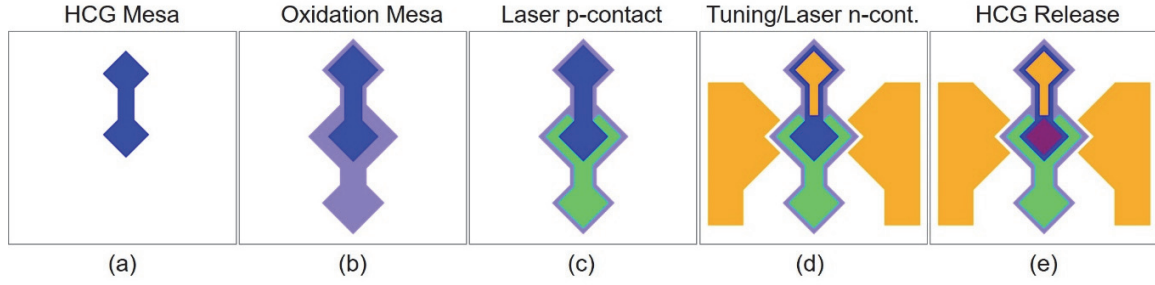 HCG Mesa
Oxidation Mesa
Laser p-contact
Tuning/Laser n-cont.
HCG Release
(a)
(b)
(c)
(d)
(e)